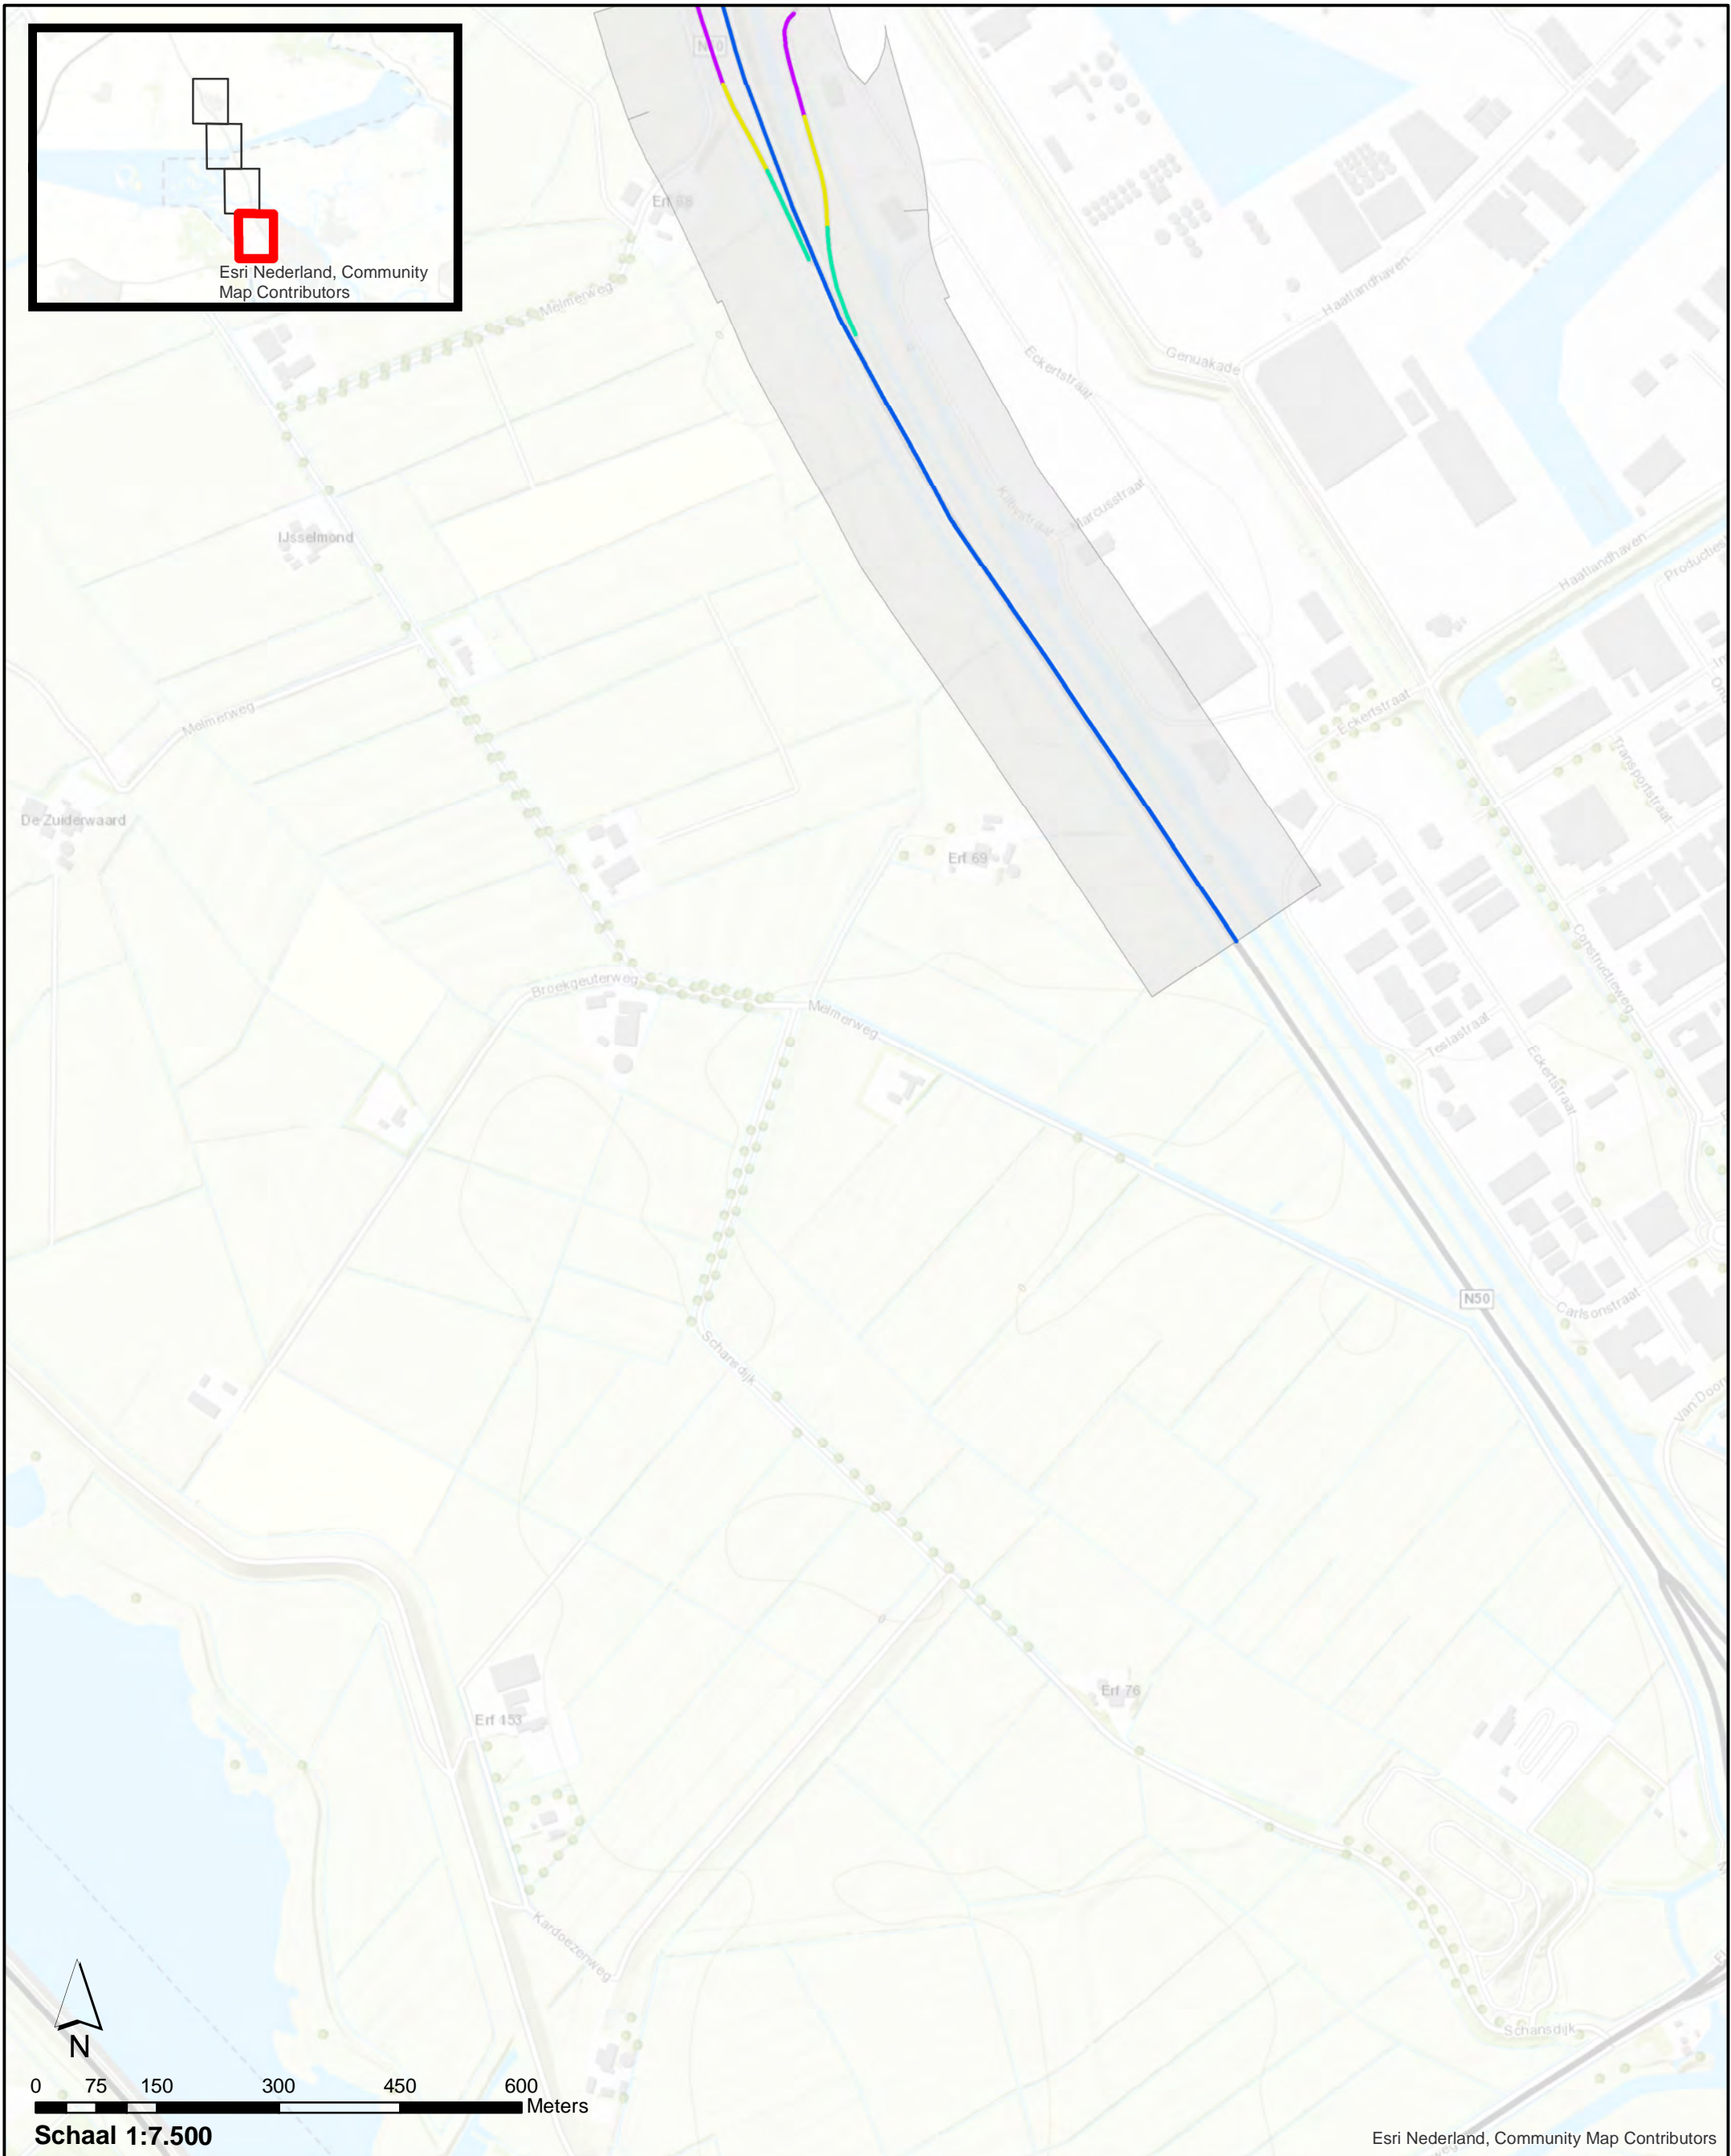 N50
Esri Nederland, Community
Map Contributors
Erf 68
Melmerweg
Haatlandhaven
Genuakade
Eckertstraat
Marcusstraat
IJsselmond
Haatlandhaven
Melmerweg
Eckertstraat
Transportstraat
De Zuiderwaard
Erf 69
Constructieweg
Broekgeuterweg
Melmerweg
Teslastraat
Eckertstraat
N50
Carlsonstraat
Schansdijk
Erf 76
Erf 153
Kardoezenweg
Schansdijk
N
0 75 150 300 450 600
Meters
Schaal 1:7.500
Esri Nederland, Community Map Contributors